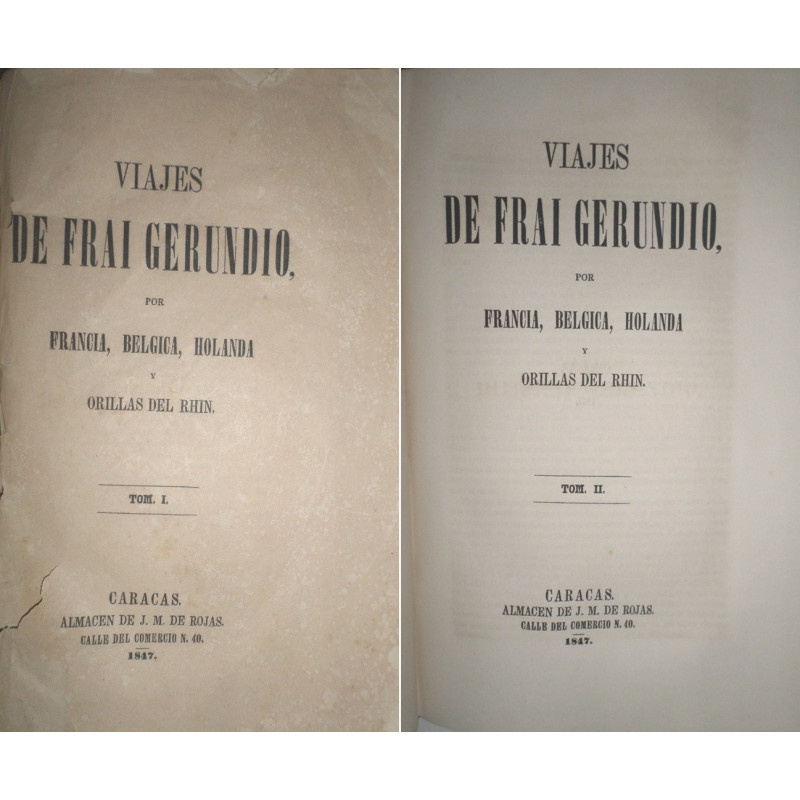 VIAJES
DE FRAI GERUNDIO,
POR
FRANCIA, BELGICA, HOLANDA
Y
ORILLAS DEL RHIN.
TOM. I.
CARACAS.
ALMACEN DE J. M. DE ROJAS.
CALLE DEL COMERCIO N. 40.
1847.
VIAJES
DE FRAI GERUNDIO,
POR
FRANCIA, BELGICA, HOLANDA
Y
ORILLAS DEL RHIN.
TOM. II.
CARACAS.
ALMACEN DE J. M. DE ROJAS.
CALLE DEL COMERCIO N. 40.
1847.